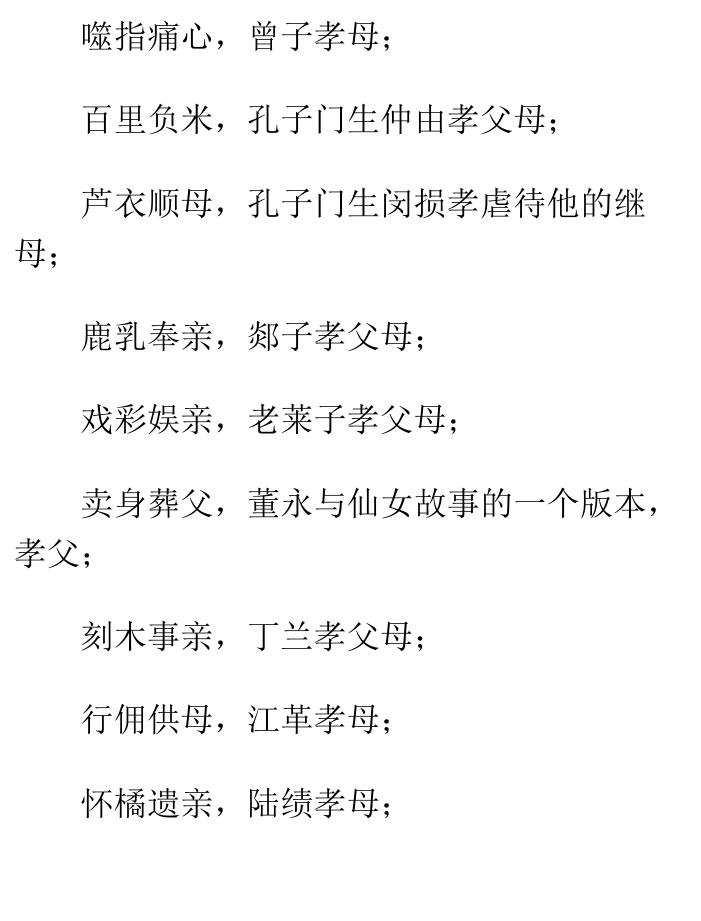 噬指痛心，曾子孝母；
百里负米，孔子门生仲由孝父母；
芦衣顺母，孔子门生闵损孝虐待他的继
母；
鹿乳奉亲，郯子孝父母；
戏彩娱亲，老莱子孝父母；
卖身葬父，董永与仙女故事的一个版本，
孝父；
刻木事亲，丁兰孝父母；
行佣供母，江革孝母；
怀橘遗亲，陆绩孝母；